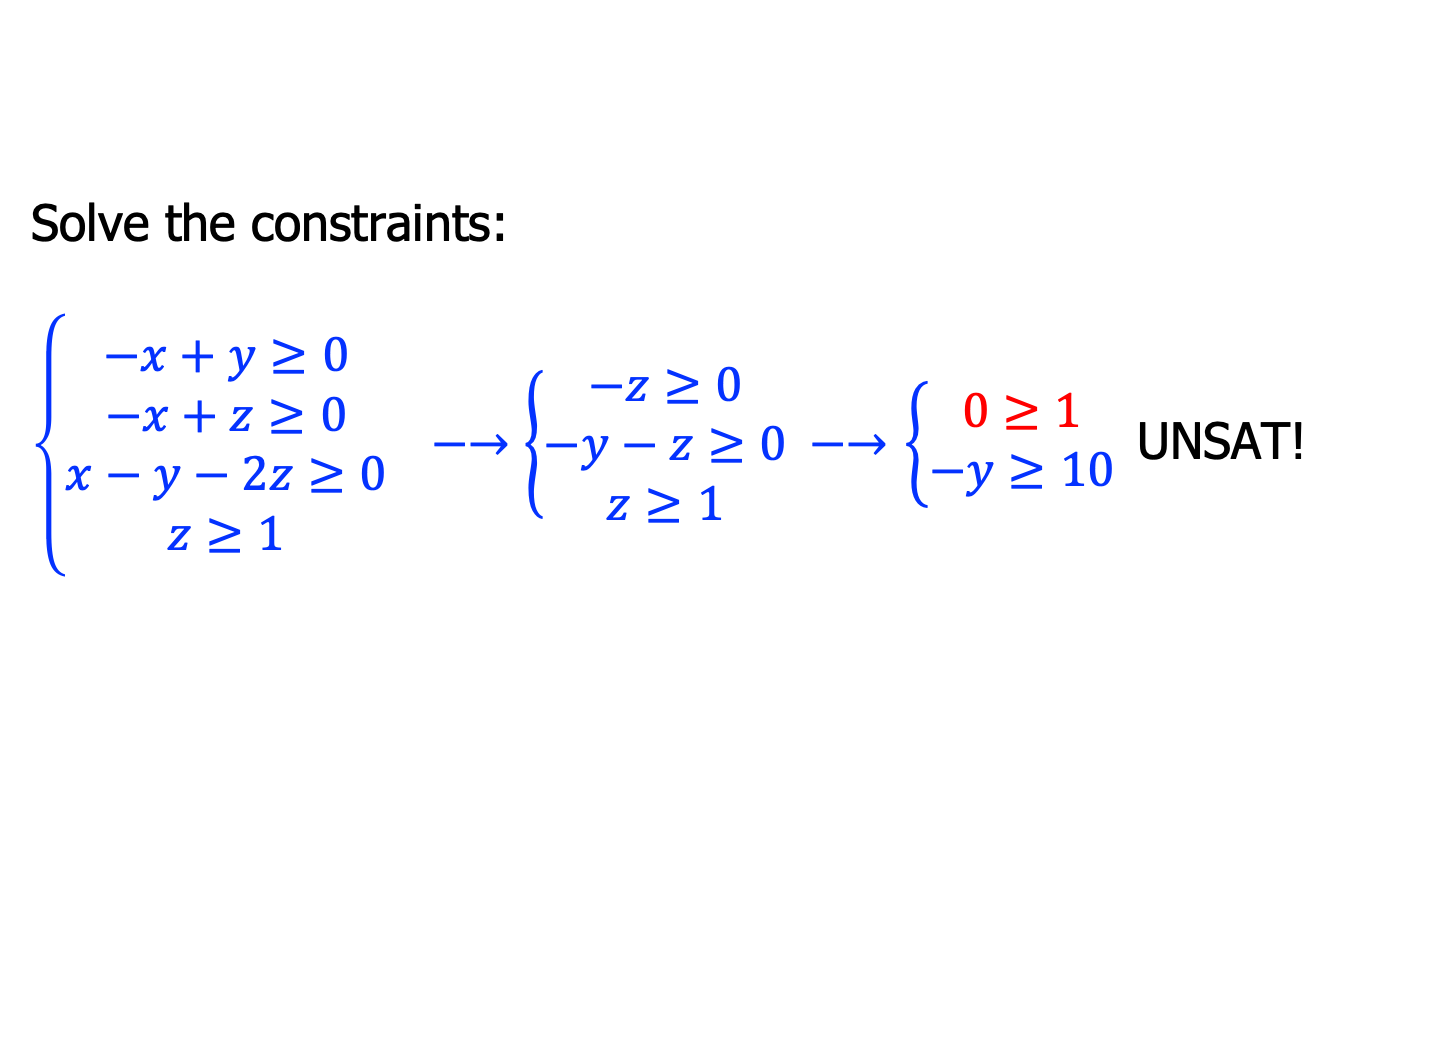 Solve the constraints:
−x + y ≥ 0
−x + z ≥ 0
x − y − 2z ≥ 0
z ≥ 1
−→
−z ≥ 0
−y − z ≥ 0
z ≥ 1
−→
0 ≥ 1
−y ≥ 10
UNSAT!